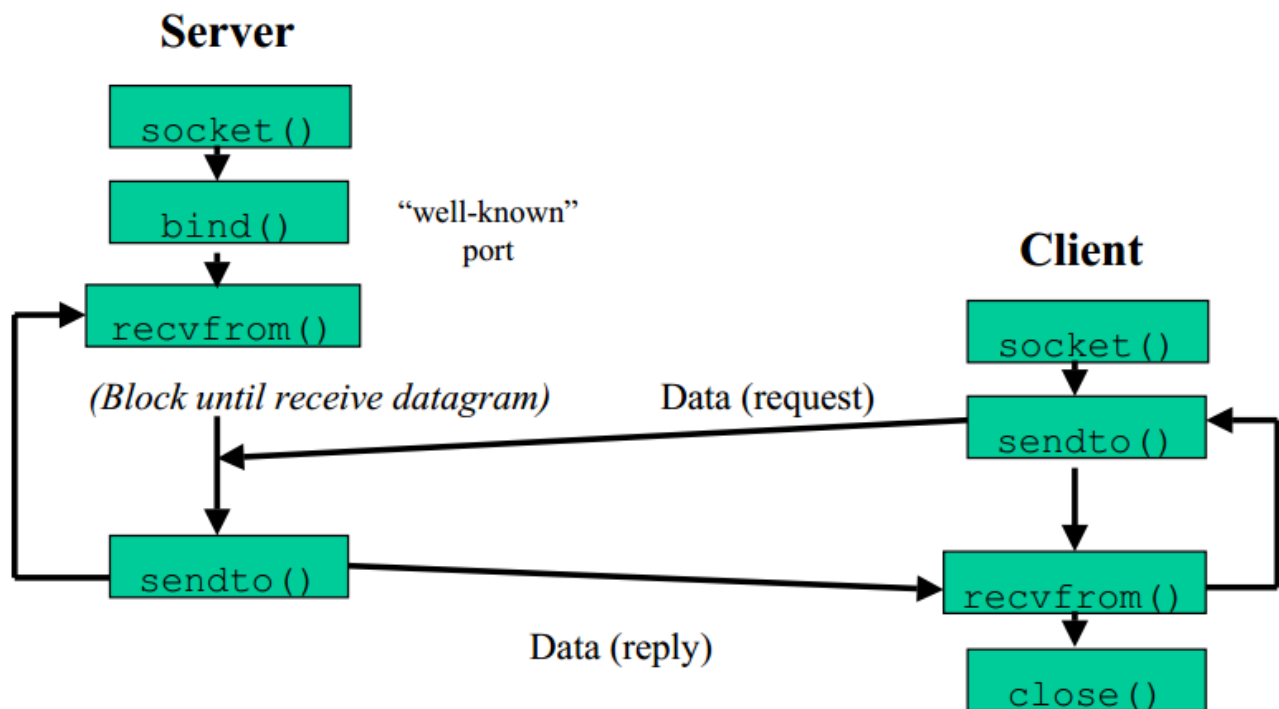 Server
socket()
bind()
“well-known”
port
recvfrom()
(Block until receive datagram)
sendto()
Client
socket()
Data (request)
sendto()
recvfrom()
Data (reply)
close()